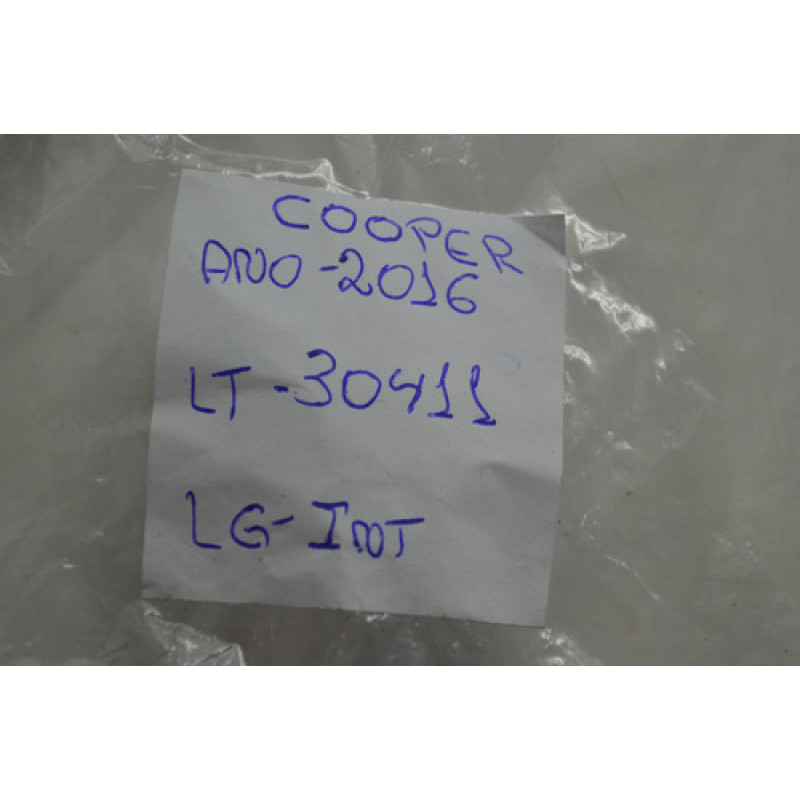 COOPER
ANO-2016
LT-30411
LG-INT